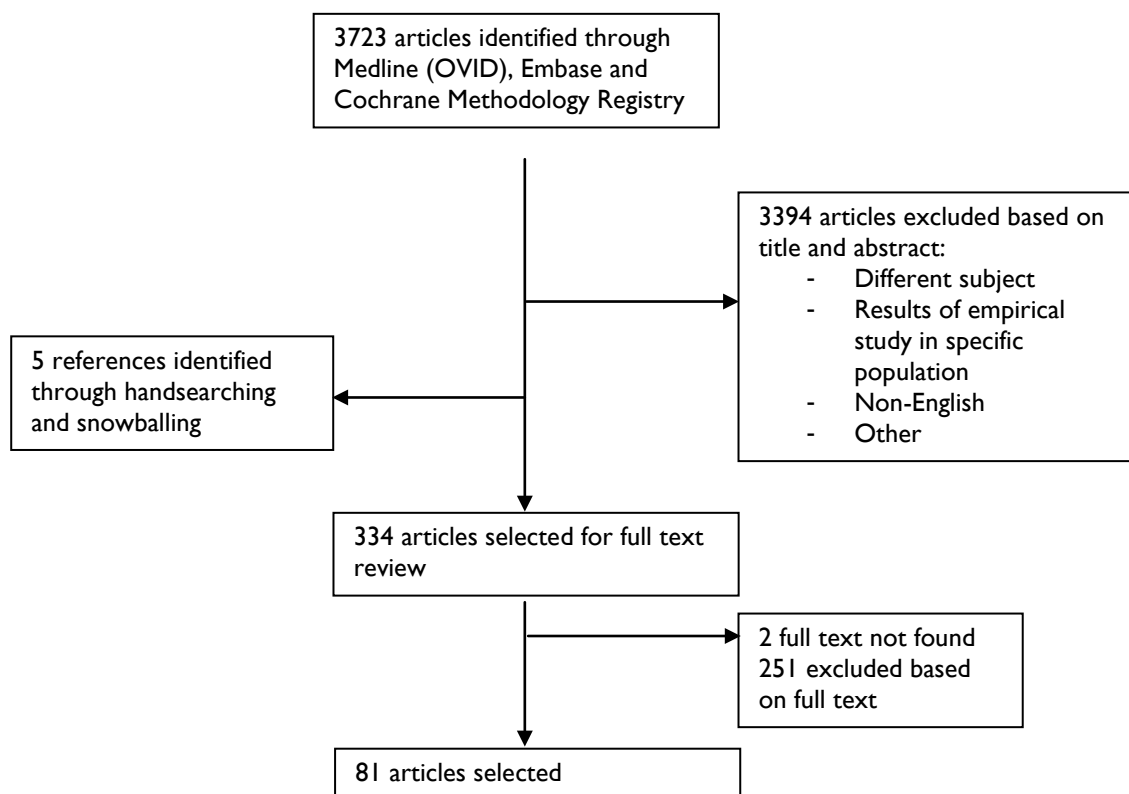 3723 articles identified through
Medline (OVID), Embase and
Cochrane Methodology Registry
3394 articles excluded based on
title and abstract:
- Different subject
- Results of empirical
study in specific
population
- Non-English
- Other
5 references identified
through handsearching
and snowballing
334 articles selected for full text
review
2 full text not found
251 excluded based
on full text
81 articles selected